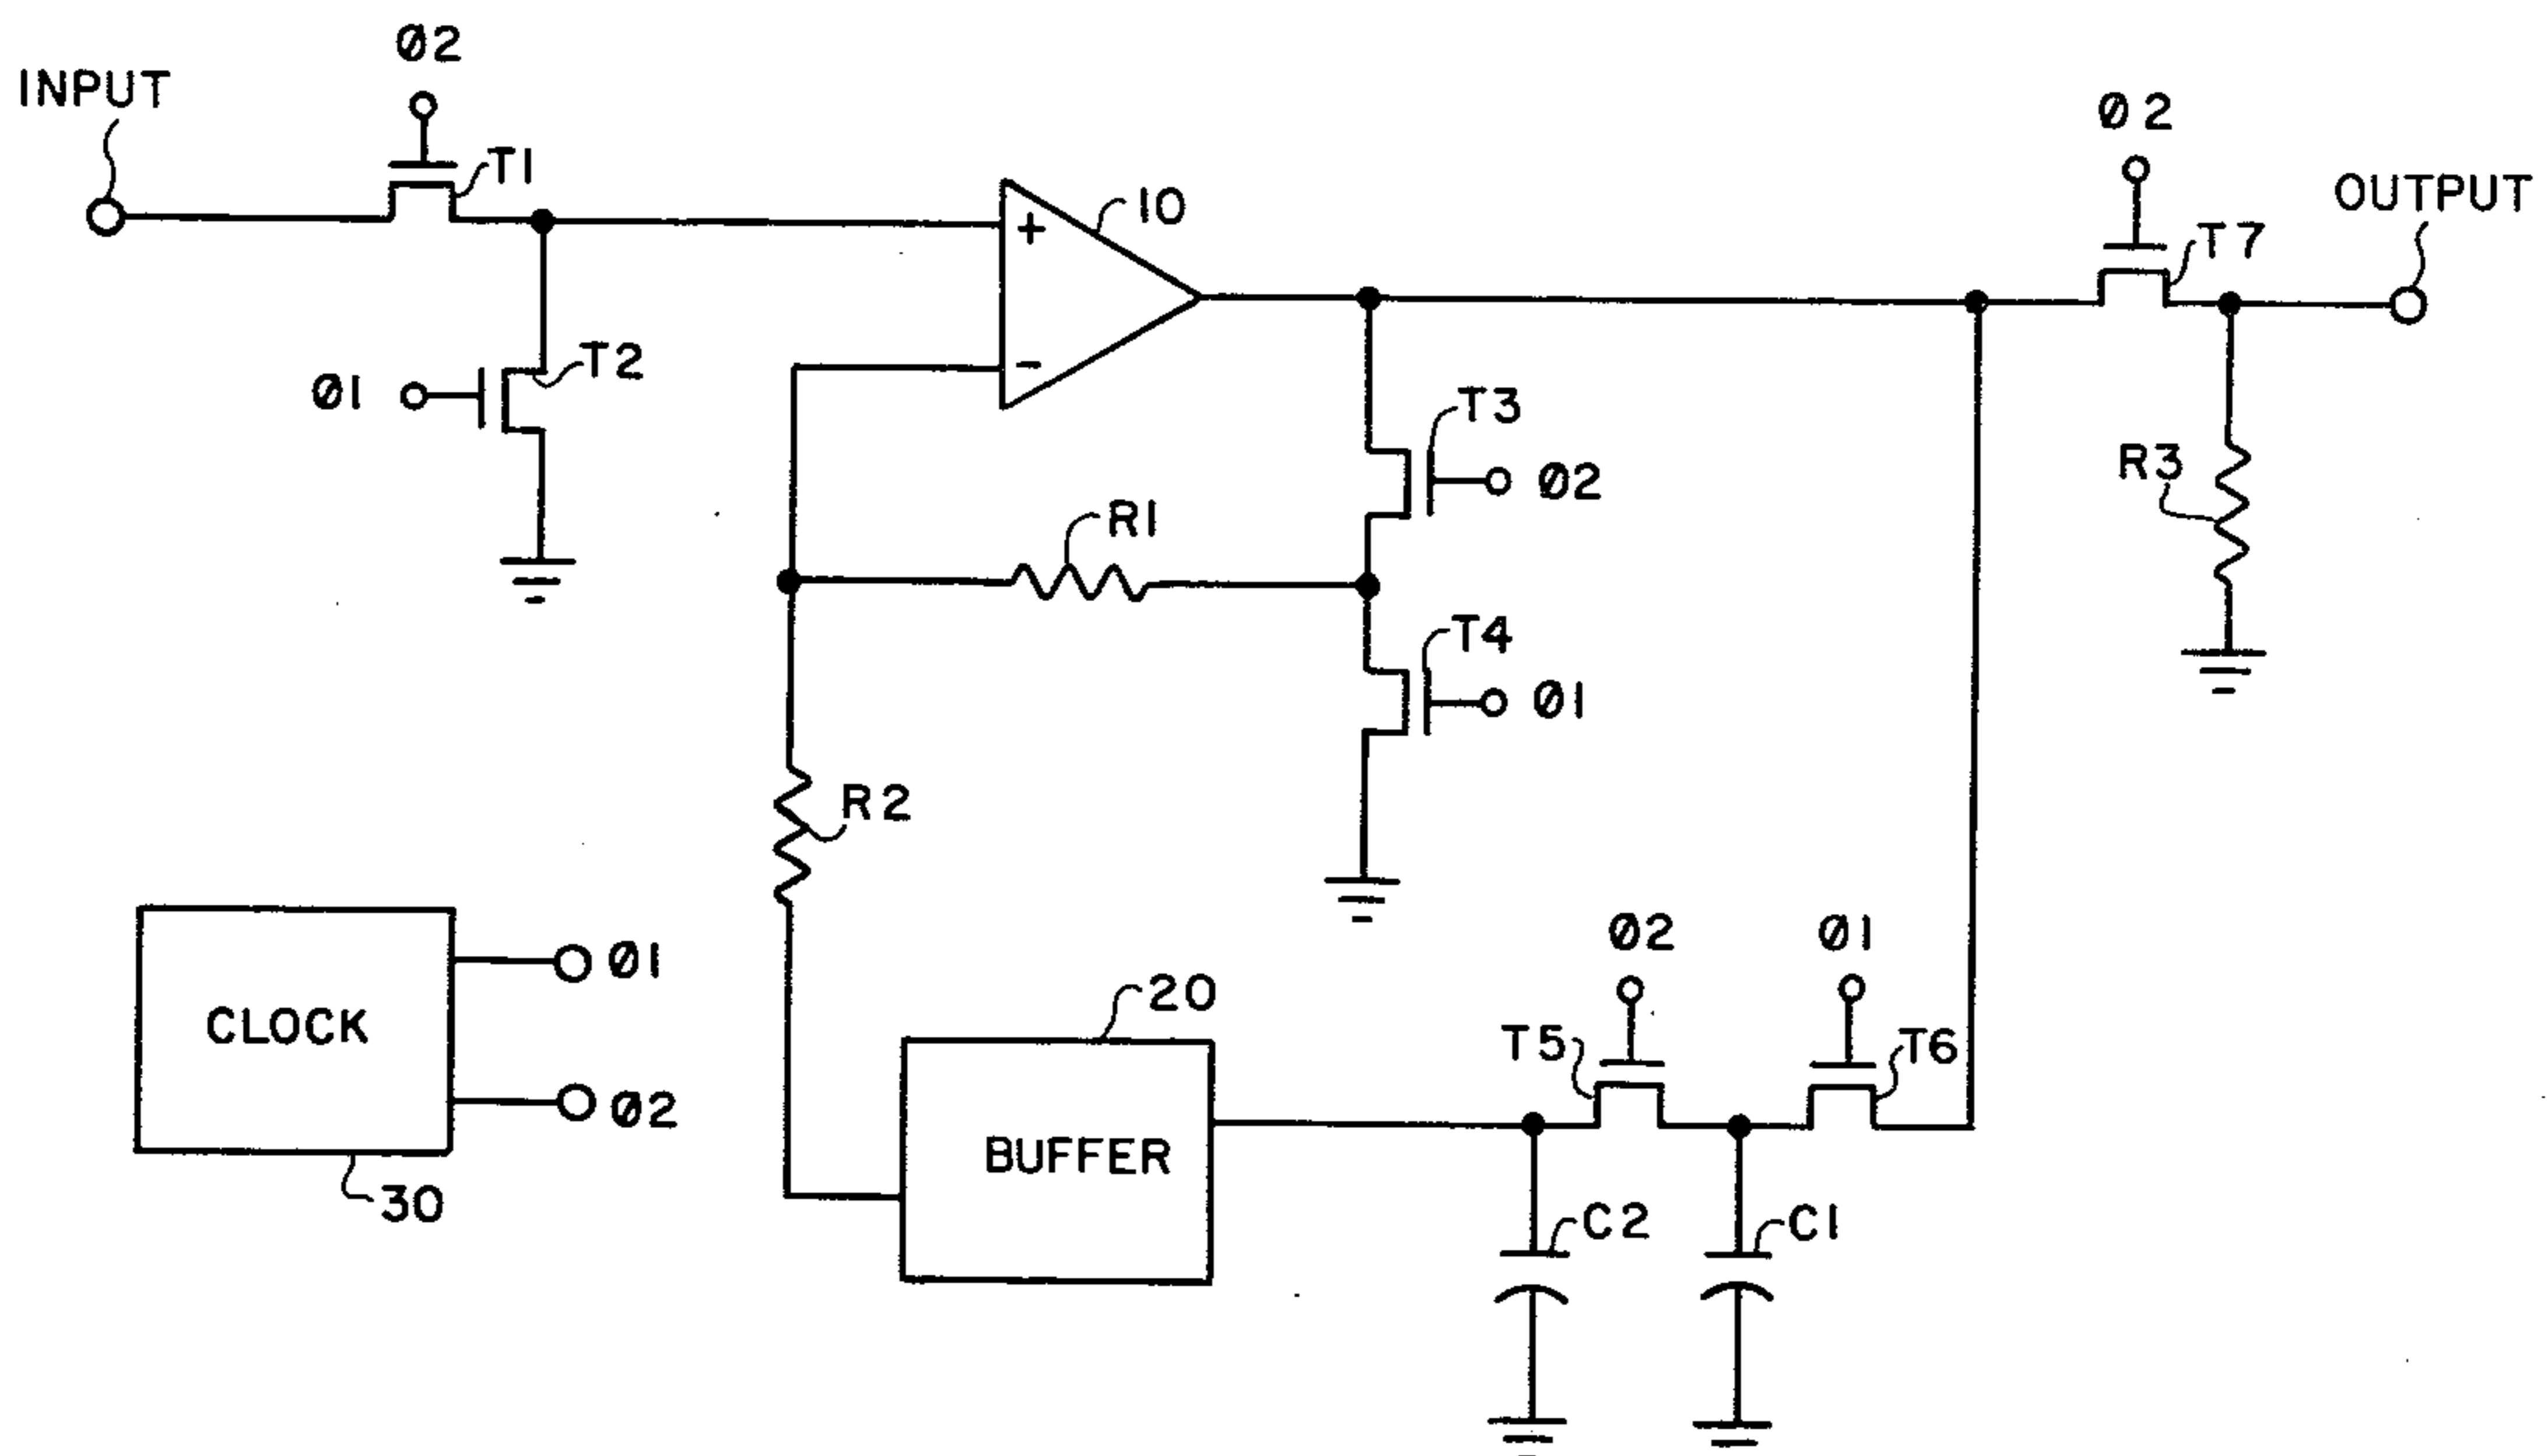 Ø2
INPUT
T1
Ø2
10
OUTPUT
T7
+
Ø1
T2
-
T3
Ø2
R3
R1
T4
Ø1
R2
Ø2
Ø1
Ø1
20
CLOCK
T5
T6
Ø2
BUFFER
30
C2
C1